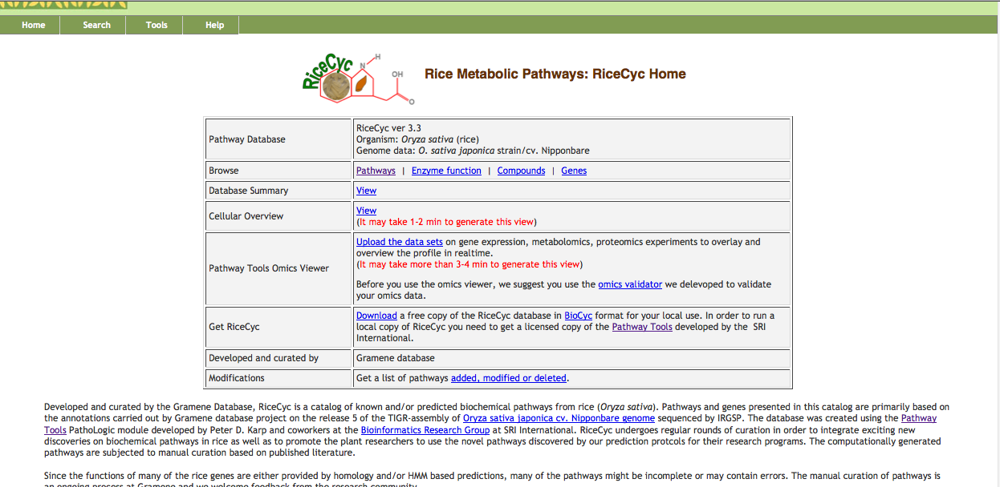 Home Search Tools Help
RiceCyc
H
N
OH
O
Rice Metabolic Pathways: RiceCyc Home
Pathway Database
RiceCyc ver 3.3
Organism: Oryza sativa (rice)
Genome data: O. sativa japonica strain/cv. Nipponbare
Browse
Pathways | Enzyme function | Compounds | Genes
Database Summary
View
Cellular Overview
View
(It may take 1-2 min to generate this view)
Pathway Tools Omics Viewer
Upload the data sets on gene expression, metabolomics, proteomics experiments to overlay and
overview the profile in realtime.
(It may take more than 3-4 min to generate this view)
Before you use the omics viewer, we suggest you use the omics validator we delevoped to validate
your omics data.
Get RiceCyc
Download a free copy of the RiceCyc database in BioCyc format for your local use. In order to run a
local copy of RiceCyc you need to get a licensed copy of the Pathway Tools developed by the SRI
International.
Developed and curated by
Gramene database
Modifications
Get a list of pathways added, modified or deleted.
Developed and curated by the Gramene Database, RiceCyc is a catalog of known and/or predicted biochemical pathways from rice (Oryza sativa). Pathways and genes presented in this catalog are primarily based on
the annotations carried out by Gramene database project on the release 5 of the TIGR-assembly of Oryza sativa japonica cv. Nipponbare genome sequenced by IRGSP. The database was created using the Pathway
Tools PathoLogic module developed by Peter D. Karp and coworkers at the Bioinformatics Research Group at SRI International. RiceCyc undergoes regular rounds of curation in order to integrate exciting new
discoveries on biochemical pathways in rice as well as to promote the plant researchers to use the novel pathways discovered by our prediction protcols for their research programs. The computationally generated
pathways are subjected to manual curation based on published literature.
Since the functions of many of the rice genes are either provided by homology and/or HMM based predictions, many of the pathways might be incomplete or may contain errors. The manual curation of pathways is
an ongoing process at Gramene and we welcome feedback from the research community.